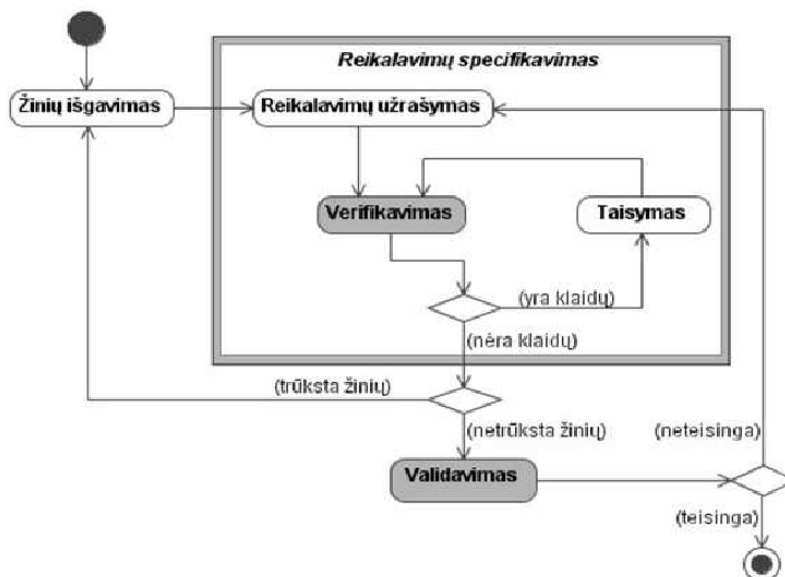 Reikalavimų specifikavimas
Žinių išgavimas
Reikalavimų užrašymas
Verifikavimas
Taisymas
(yra klaidų)
(nėra klaidų)
(trūksta žinių)
(netrūksta žinių)
(neteisinga)
Validavimas
(teisinga)